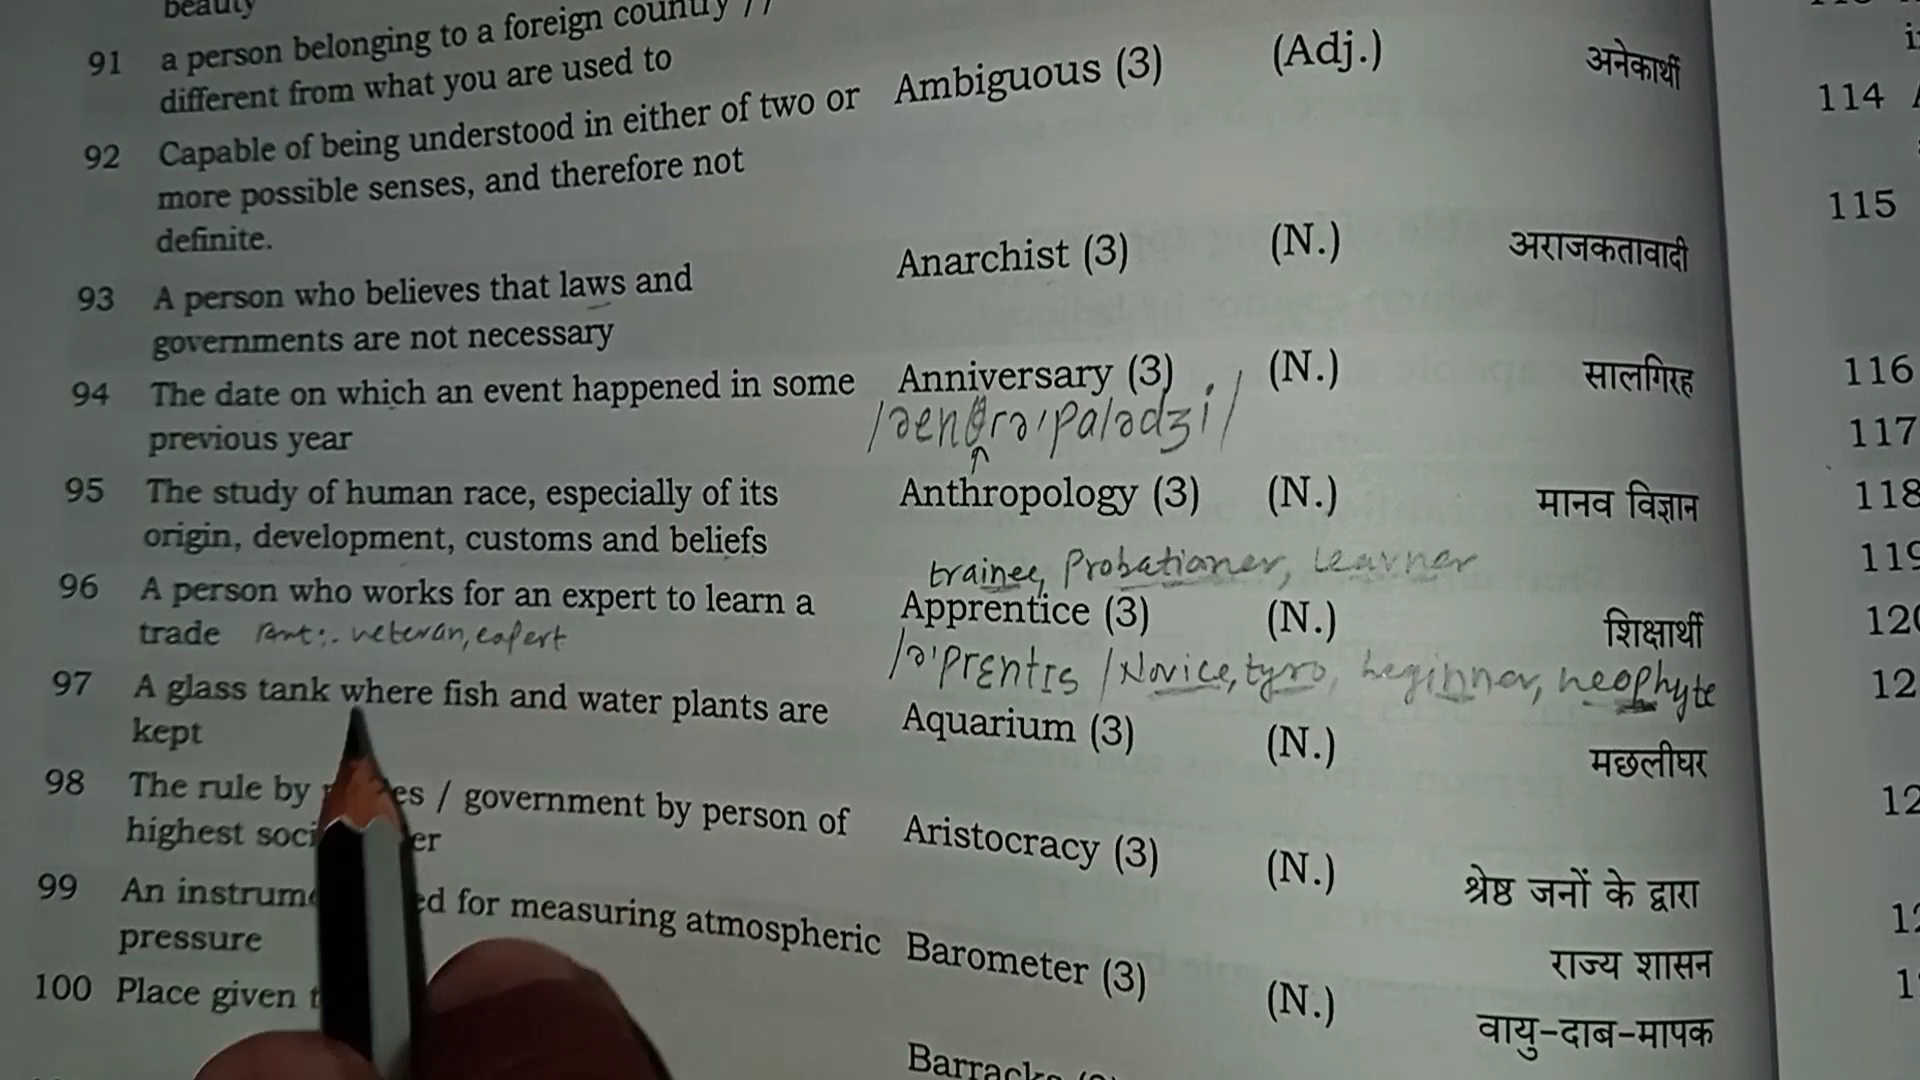 beauty
91 a person belonging to a foreign country //
different from what you are used to
92 Capable of being understood in either of two or Ambiguous (3) (Adj.) अनेकार्थी
more possible senses, and therefore not
definite.
93 A person who believes that laws and Anarchist (3) (N.) अराजकतावादी
governments are not necessary
94 The date on which an event happened in some Anniversary (3) (N.) सालगिरह
previous year
95 The study of human race, especially of its Anthropology (3) (N.) मानव विज्ञान
origin, development, customs and beliefs
trainee, Probationer, Learner
96 A person who works for an expert to learn a Apprentice (3) (N.) शिक्षार्थी
trade veteran, expert
/ə'prɛntɪs / Novice, tyro, beginner, neophyte
97 A glass tank where fish and water plants are Aquarium (3) (N.) मछलीघर
kept
98 The rule by / government by person of Aristocracy (3) (N.) श्रेष्ठ जनों के द्वारा
highest राज्य शासन
99 An for measuring atmospheric Barometer (3) (N.) वायु-दाब-मापक
pressure
100 Place given
114
115
116
117
118